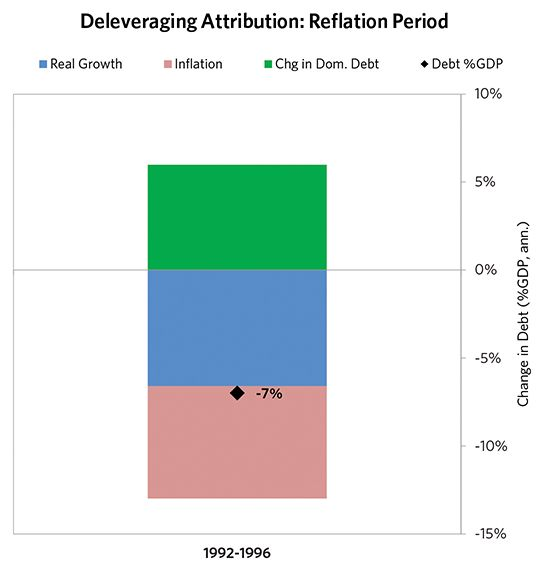 Deleveraging Attribution: Reflation Period
Real Growth Inflation Chg in Dom. Debt Debt %GDP
10%
5%
0%
-5%
-10%
-15%
Change in Debt (%GDP, ann.)
-7%
1992-1996